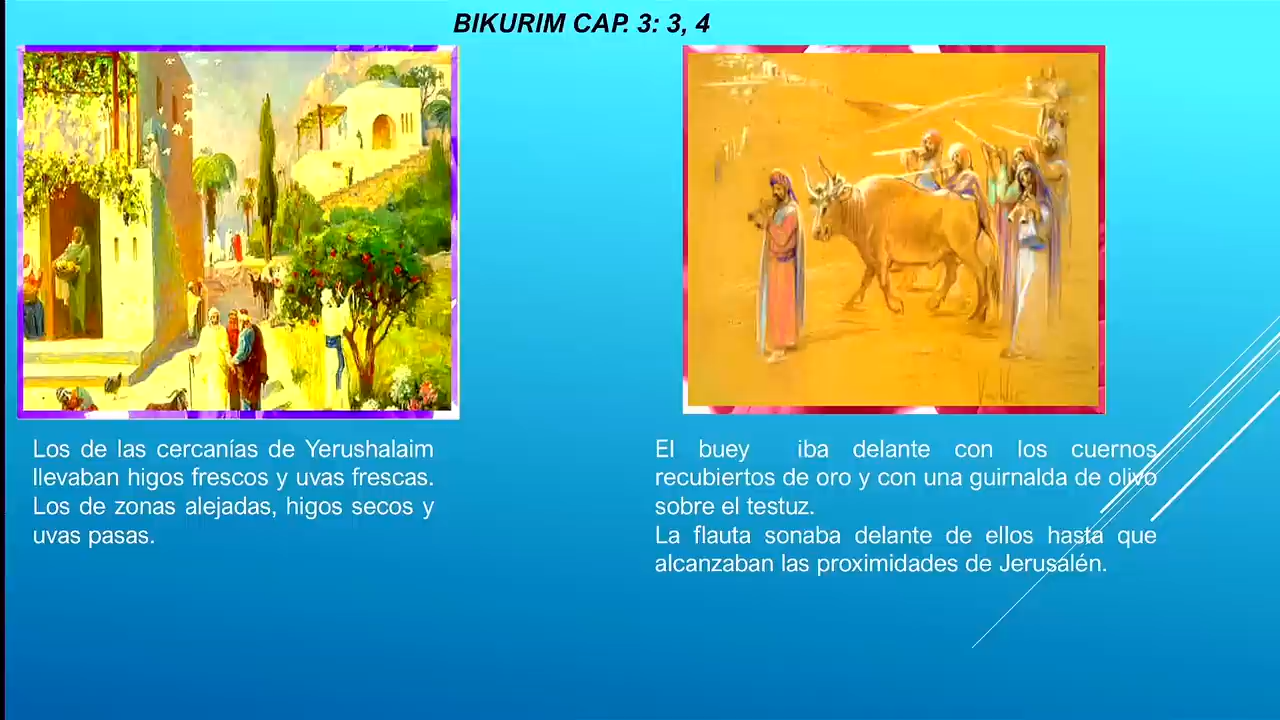 BIKURIM CAP. 3: 3, 4
Los de las cercanías de Yerushalaim
llevaban higos frescos y uvas frescas.
Los de zonas alejadas, higos secos y
uvas pasas.
El buey iba delante con los cuernos
recubiertos de oro y con una guirnalda de olivo
sobre el testuz.
La flauta sonaba delante de ellos hasta que
alcanzaban las proximidades de Jerusalén.